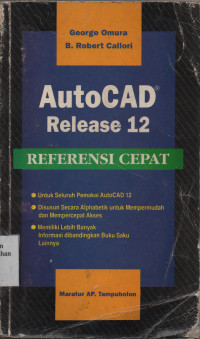 George Omura
B. Robert Callori
AutoCAD®
Release 12
REFERENSI CEPAT
Untuk Seluruh Pemakai AutoCAD 12
Disusun Secara Alphabetik untuk Mempermudah
dan Mempercepat Akses
Memiliki Lebih Banyak
Informasi dibandingkan Buku Saku
Lainnya
Maratur AP. Tampubolon